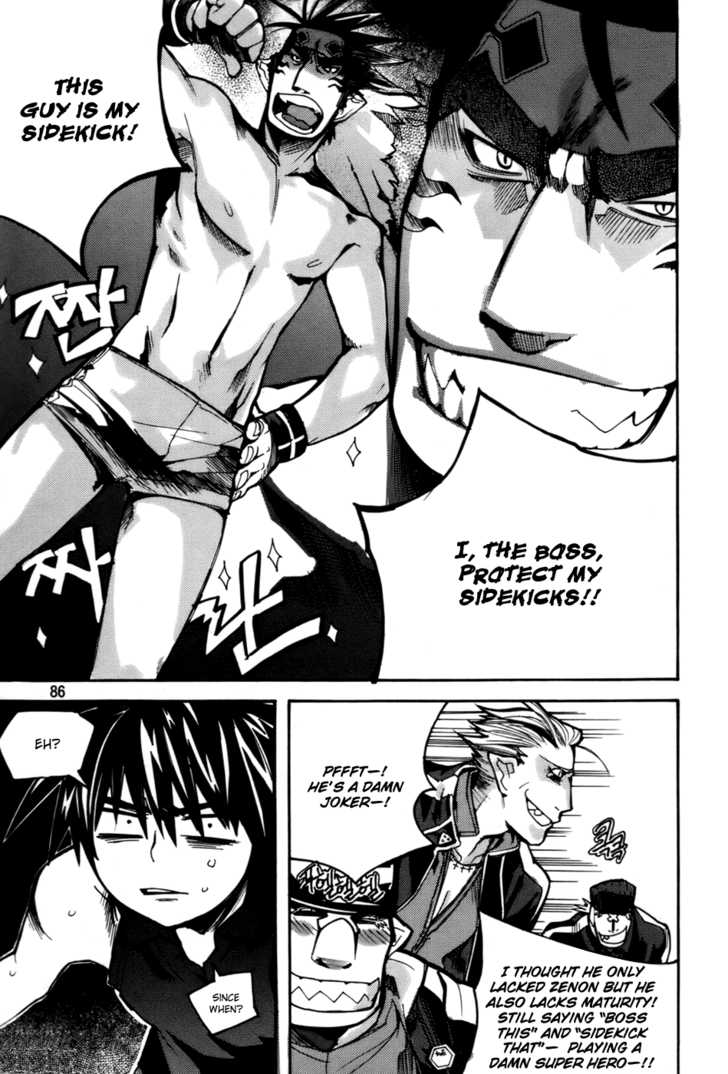 THIS
GUY IS MY
SIDEKICK!
짠
I, THE BOSS,
PROTECT MY
SIDEKICKS!!
짜
잔
86
EH?
SINCE
WHEN?
PFFFT—!
HE'S A DAMN
JOKER—!
I THOUGHT HE ONLY
LACKED ZENON BUT HE
ALSO LACKS MATURITY!
STILL SAYING "BOSS
THIS" AND "SIDEKICK
THAT"— PLAYING A
DAMN SUPER HERO—!!